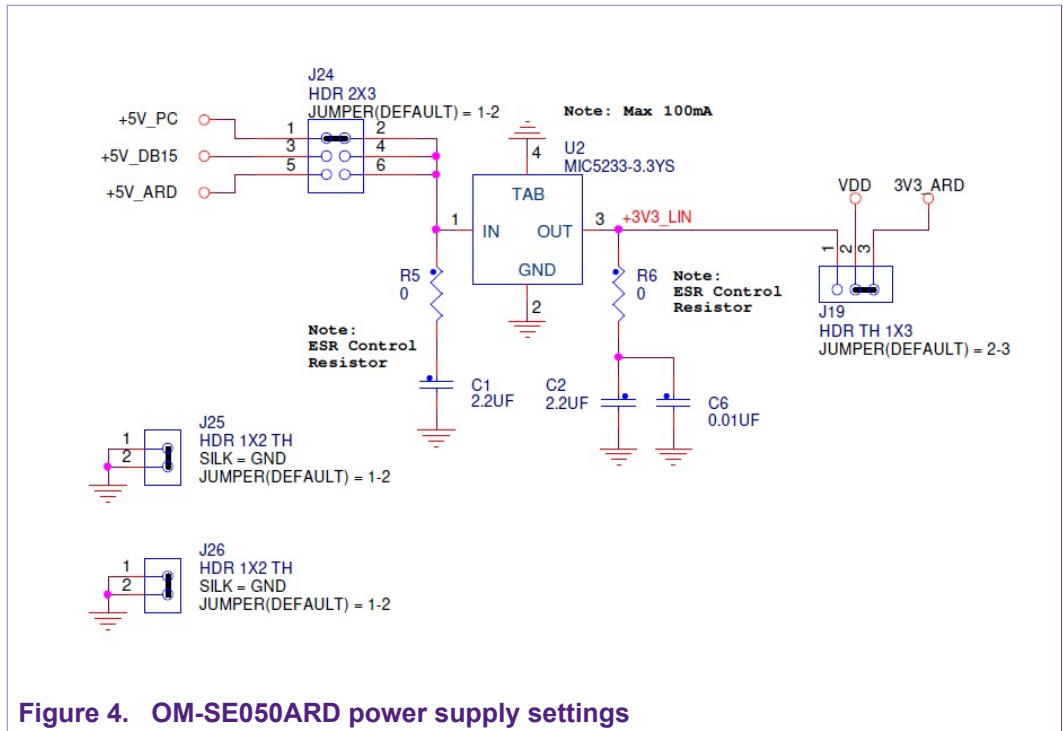 J24
HDR 2X3
JUMPER(DEFAULT) = 1-2
Note: Max 100mA
+5V_PC
1
2
+5V_DB15
3
4
+5V_ARD
5
6
4
U2
MIC5233-3.3YS
TAB
1
IN
OUT
3
+3V3_LIN
GND
2
VDD
3V3_ARD
1
2
3
J19
HDR TH 1X3
JUMPER(DEFAULT) = 2-3
R5
0
Note:
ESR Control
Resistor
R6
0
Note:
ESR Control
Resistor
C1
2.2UF
C2
2.2UF
C6
0.01UF
J25
HDR 1X2 TH
SILK = GND
JUMPER(DEFAULT) = 1-2
1
2
J26
HDR 1X2 TH
SILK = GND
JUMPER(DEFAULT) = 1-2
1
2
Figure 4. OM-SE050ARD power supply settings